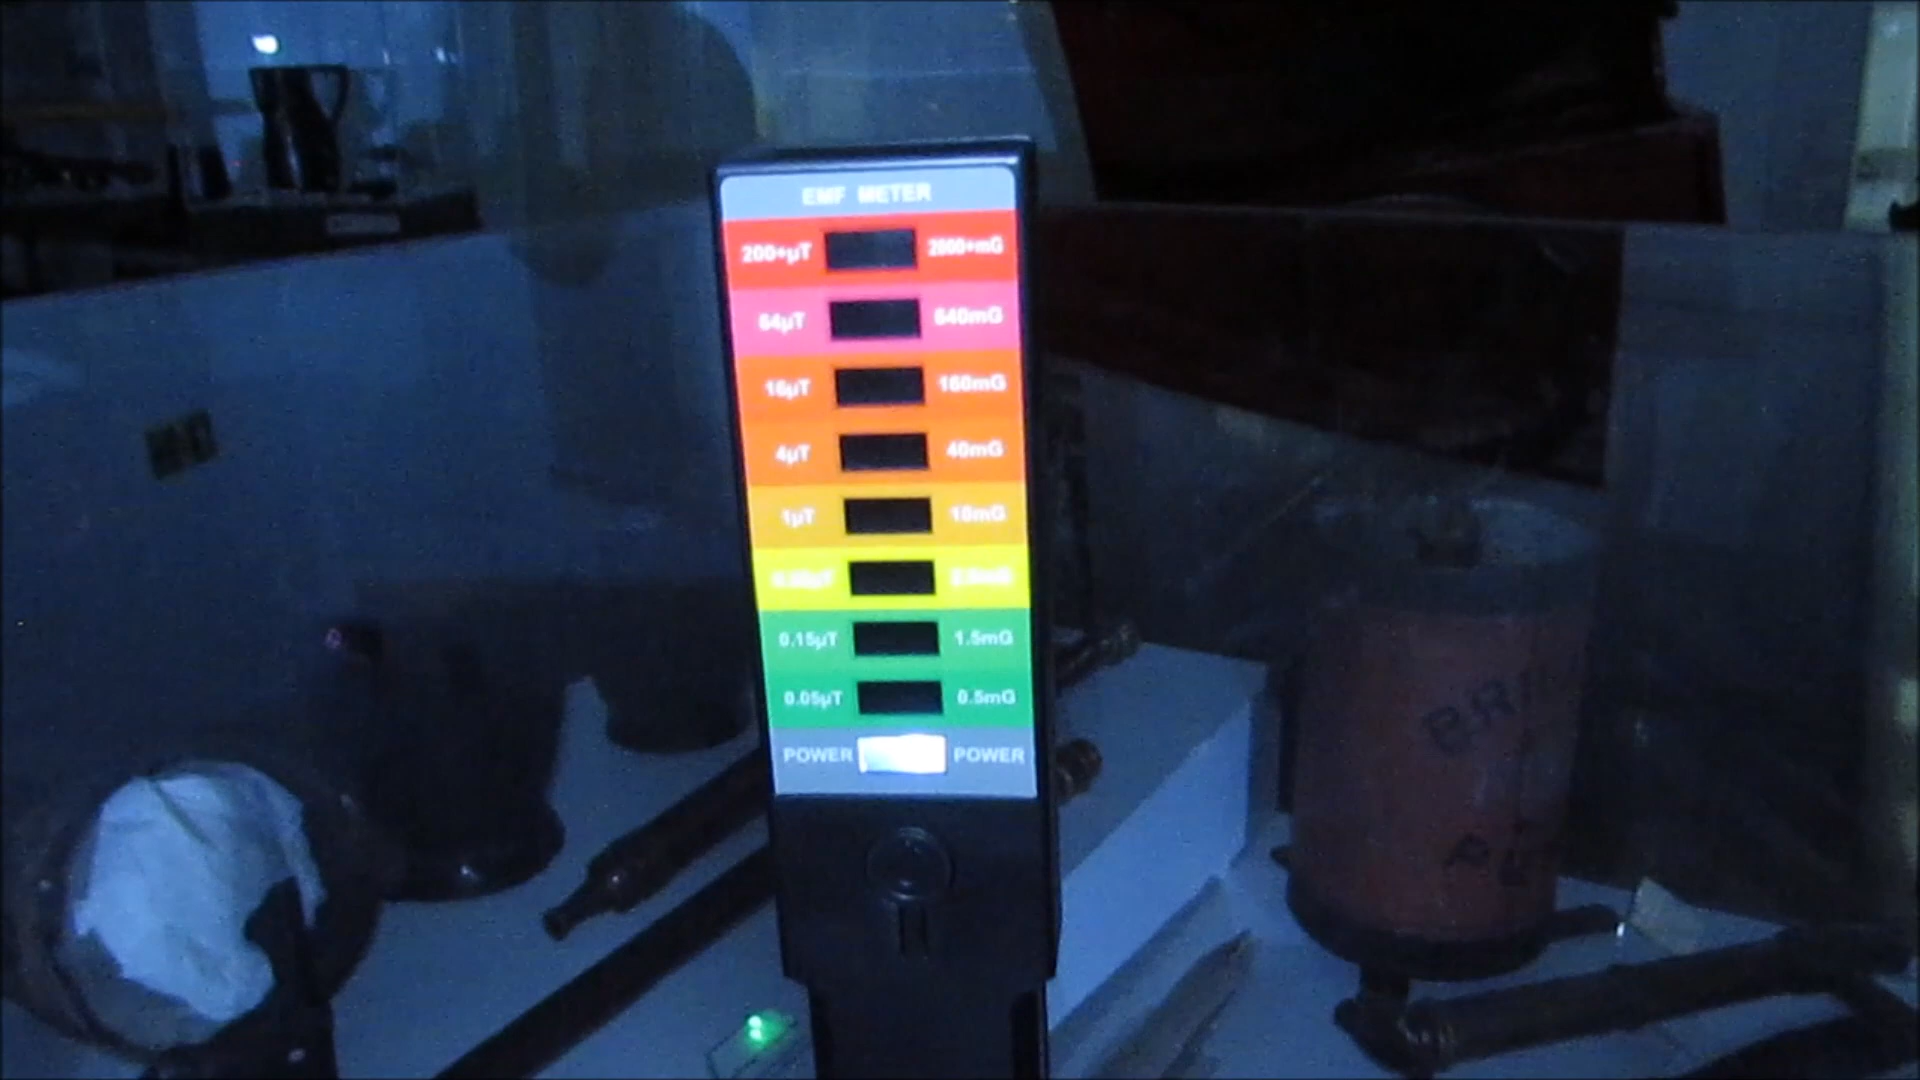 EMF METER
200+µT 2000+mG
64µT 640mG
16µT 160mG
4µT 40mG
1µT 10mG
0.15µT 1.5mG
0.05µT 0.5mG
POWER POWER